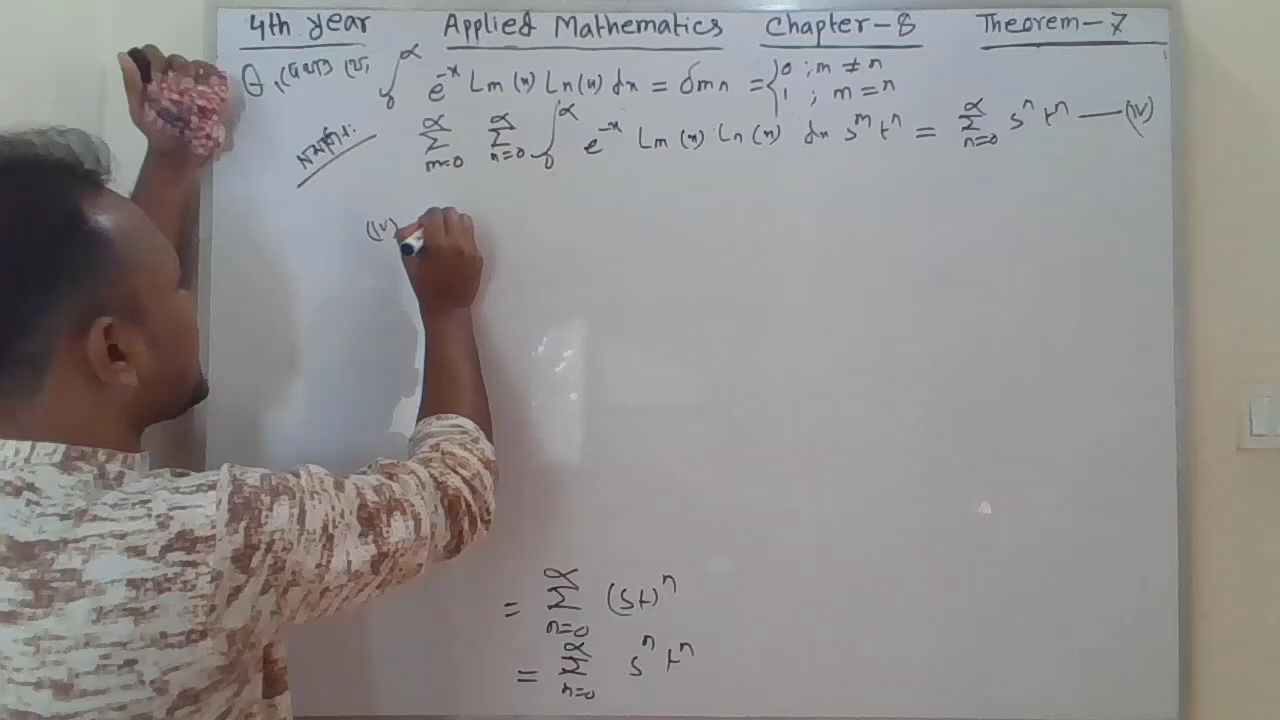 4th year Applied Mathematics Chapter-8 Theorem-7
∫₀^α e^{-x} Lm (x) Ln(x) dx = δmn = { 0 ; m ≠ n
1 ; m = n
∑_{m=0}^α ∑_{n=0}^α ∫₀^α e^{-x} Lm (x) Ln (x) dx s^m t^n = ∑_{n=0}^α s^n t^n —(iv)
(iv)
= ∑_{n=0}^α (st)^n
= ∑_{n=0}^α s^n t^n